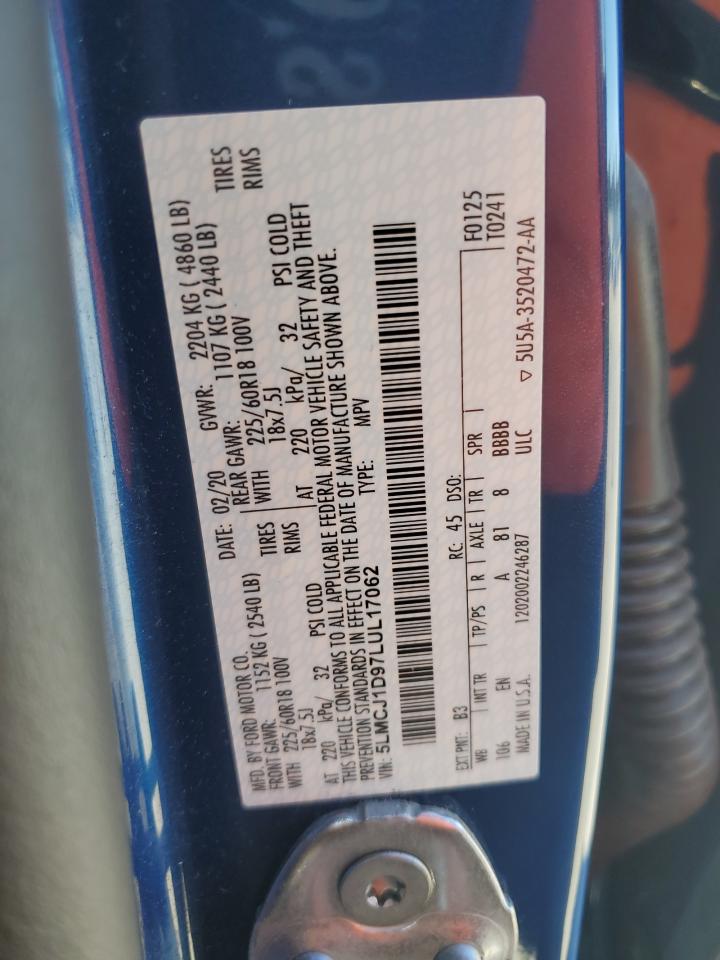 MFD. BY FORD MOTOR CO.
DATE: 02/20 GVWR: 2204 KG ( 4860 LB)
FRONT GAWR: 1152 KG ( 2540 LB) REAR GAWR: 1107 KG ( 2440 LB)
WITH 225/60R18 100V TIRES WITH 225/60R18 100V TIRES
18x7.5J RIMS 18x7.5J RIMS
AT 220 kPa/ 32 PSI COLD AT 220 kPa/ 32 PSI COLD
THIS VEHICLE CONFORMS TO ALL APPLICABLE FEDERAL MOTOR VEHICLE SAFETY AND THEFT
PREVENTION STANDARDS IN EFFECT ON THE DATE OF MANUFACTURE SHOWN ABOVE.
VIN: 5LMCJ1D97LUL17062 TYPE: MPV
F0125
T0241
EXT PNT: B3 RC: 45 DSO:
WB INT TR TP/PS R AXLE TR SPR
106 EN A 81 8 BBBB
MADE IN U.S.A. 1202002246287 ULC
▽ 5U5A-3520472-AA